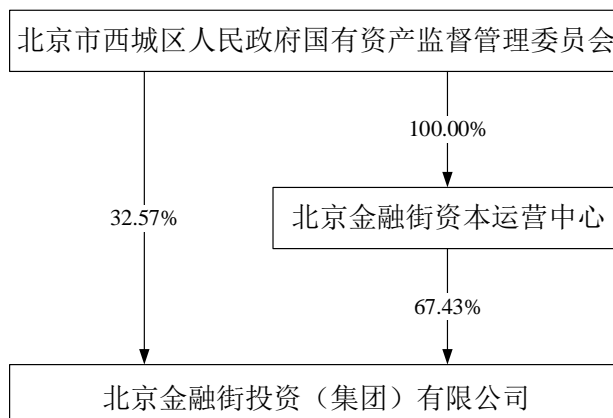 北京市西城区人民政府国有资产监督管理委员会
100.00%
北京金融街资本运营中心
32.57%
67.43%
北京金融街投资（集团）有限公司